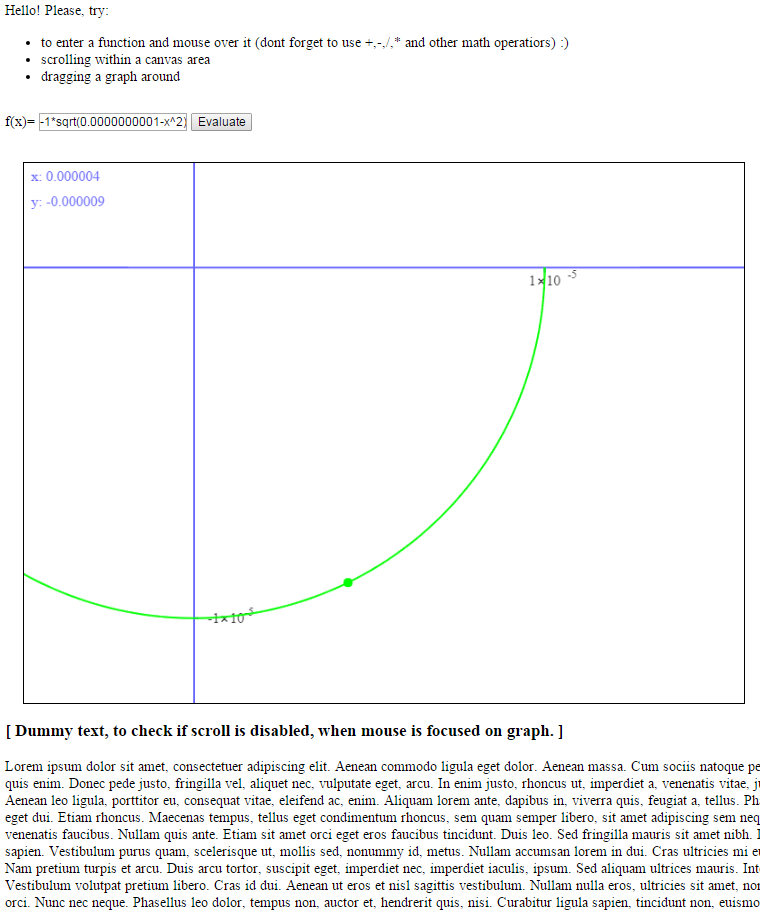 Hello! Please, try:
• to enter a function and mouse over it (dont forget to use +,-,/,* and other math operatiors) :)
• scrolling within a canvas area
• dragging a graph around
f(x)= -1*sqrt(0.0000000001-x^2) Evaluate
x: 0.000004
y: -0.000009
1×10 -5
-1×10-5
[ Dummy text, to check if scroll is disabled, when mouse is focused on graph. ]
Lorem ipsum dolor sit amet, consectetuer adipiscing elit. Aenean commodo ligula eget dolor. Aenean massa. Cum sociis natoque pe
quis enim. Donec pede justo, fringilla vel, aliquet nec, vulputate eget, arcu. In enim justo, rhoncus ut, imperdiet a, venenatis vitae, j
Aenean leo ligula, porttitor eu, consequat vitae, eleifend ac, enim. Aliquam lorem ante, dapibus in, viverra quis, feugiat a, tellus. Ph
eget dui. Etiam rhoncus. Maecenas tempus, tellus eget condimentum rhoncus, sem quam semper libero, sit amet adipiscing sem neq
venenatis faucibus. Nullam quis ante. Etiam sit amet orci eget eros faucibus tincidunt. Duis leo. Sed fringilla mauris sit amet nibh.
sapien. Vestibulum purus quam, scelerisque ut, mollis sed, nonummy id, metus. Nullam accumsan lorem in dui. Cras ultricies mi e
Nam pretium turpis et arcu. Duis arcu tortor, suscipit eget, imperdiet nec, imperdiet iaculis, ipsum. Sed aliquam ultrices mauris. Int
Vestibulum volutpat pretium libero. Cras id dui. Aenean ut eros et nisl sagittis vestibulum. Nullam nulla eros, ultricies sit amet, no
orci. Nunc nec neque. Phasellus leo dolor, tempus non, auctor et, hendrerit quis, nisi. Curabitur ligula sapien, tincidunt non, euismo